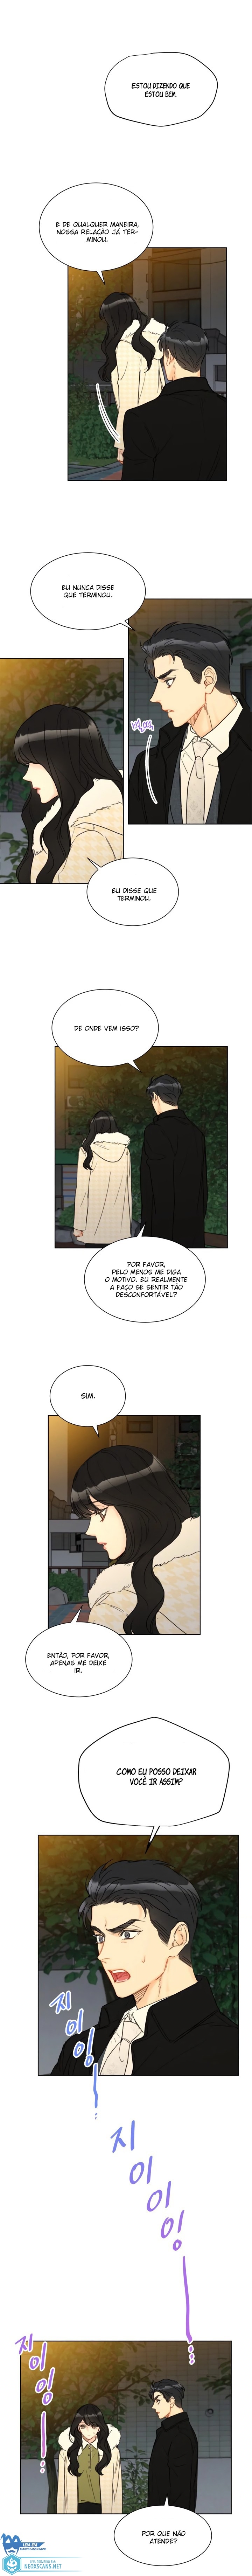 ESTOU DIZENDO QUE
ESTOU BEM.
E DE QUALQUER MANEIRA,
NOSSA RELAÇÃO JÁ TER-
MINOU.
EU NUNCA DISSE
QUE TERMINOU.
EU DISSE QUE
TERMINOU.
DE ONDE VEM ISSO?
POR FAVOR,
PELO MENOS ME DIGA
O MOTIVO. EU REALMENTE
A FAÇO SE SENTIR TÃO
DESCONFORTÁVEL?
SIM.
ENTÃO, POR FAVOR,
APENAS ME DEIXE
IR.
COMO EU POSSO DEIXAR
VOCÊ IR ASSIM?
지이잉
지이이잉
지이잉
POR QUE NÃO
ATENDE?
LEIA EM
NEOXSCANS.NET